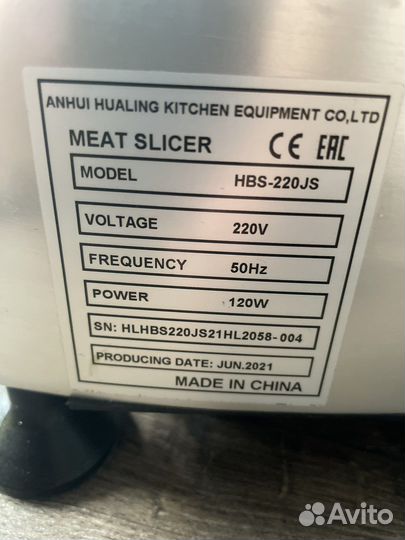 ANHUI HUALING KITCHEN EQUIPMENT CO,LTD
MEAT SLICER CE EAC
MODEL HBS-220JS
VOLTAGE 220V
FREQUENCY 50Hz
POWER 120W
SN: HLHBS220JS21HL2058-004
PRODUCING DATE: JUN.2021
MADE IN CHINA
Avito